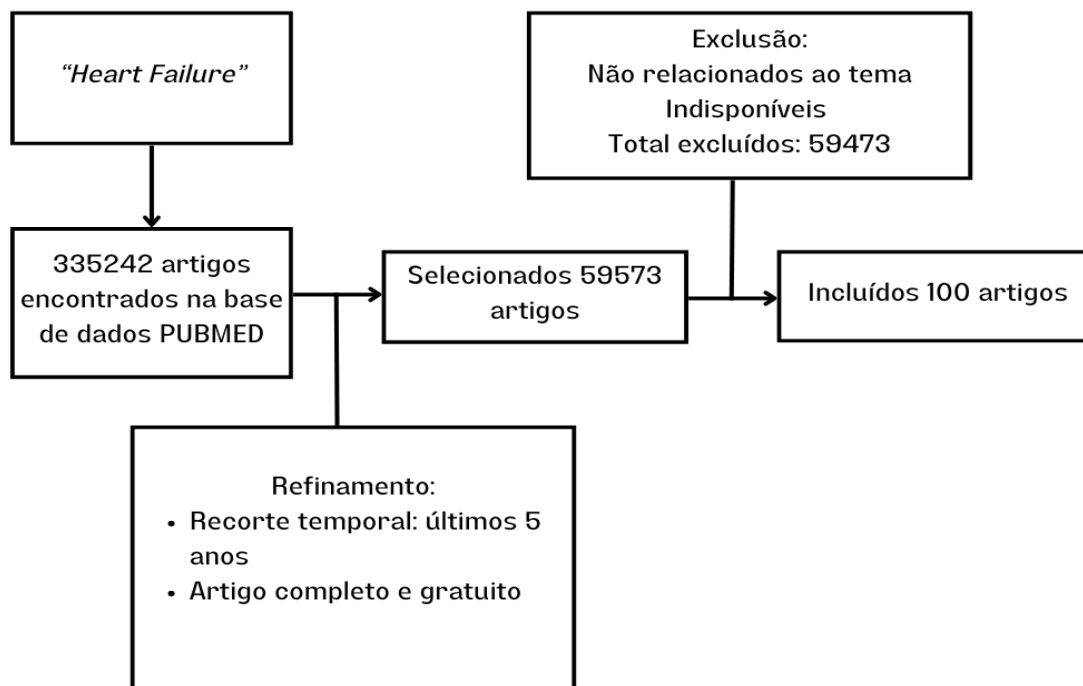 “Heart Failure”
335242 artigos
encontrados na base
de dados PUBMED
Refinamento:
• Recorte temporal: últimos 5
anos
• Artigo completo e gratuito
Selecionados 59573
artigos
Exclusão:
Não relacionados ao tema
Indisponíveis
Total excluídos: 59473
Incluídos 100 artigos